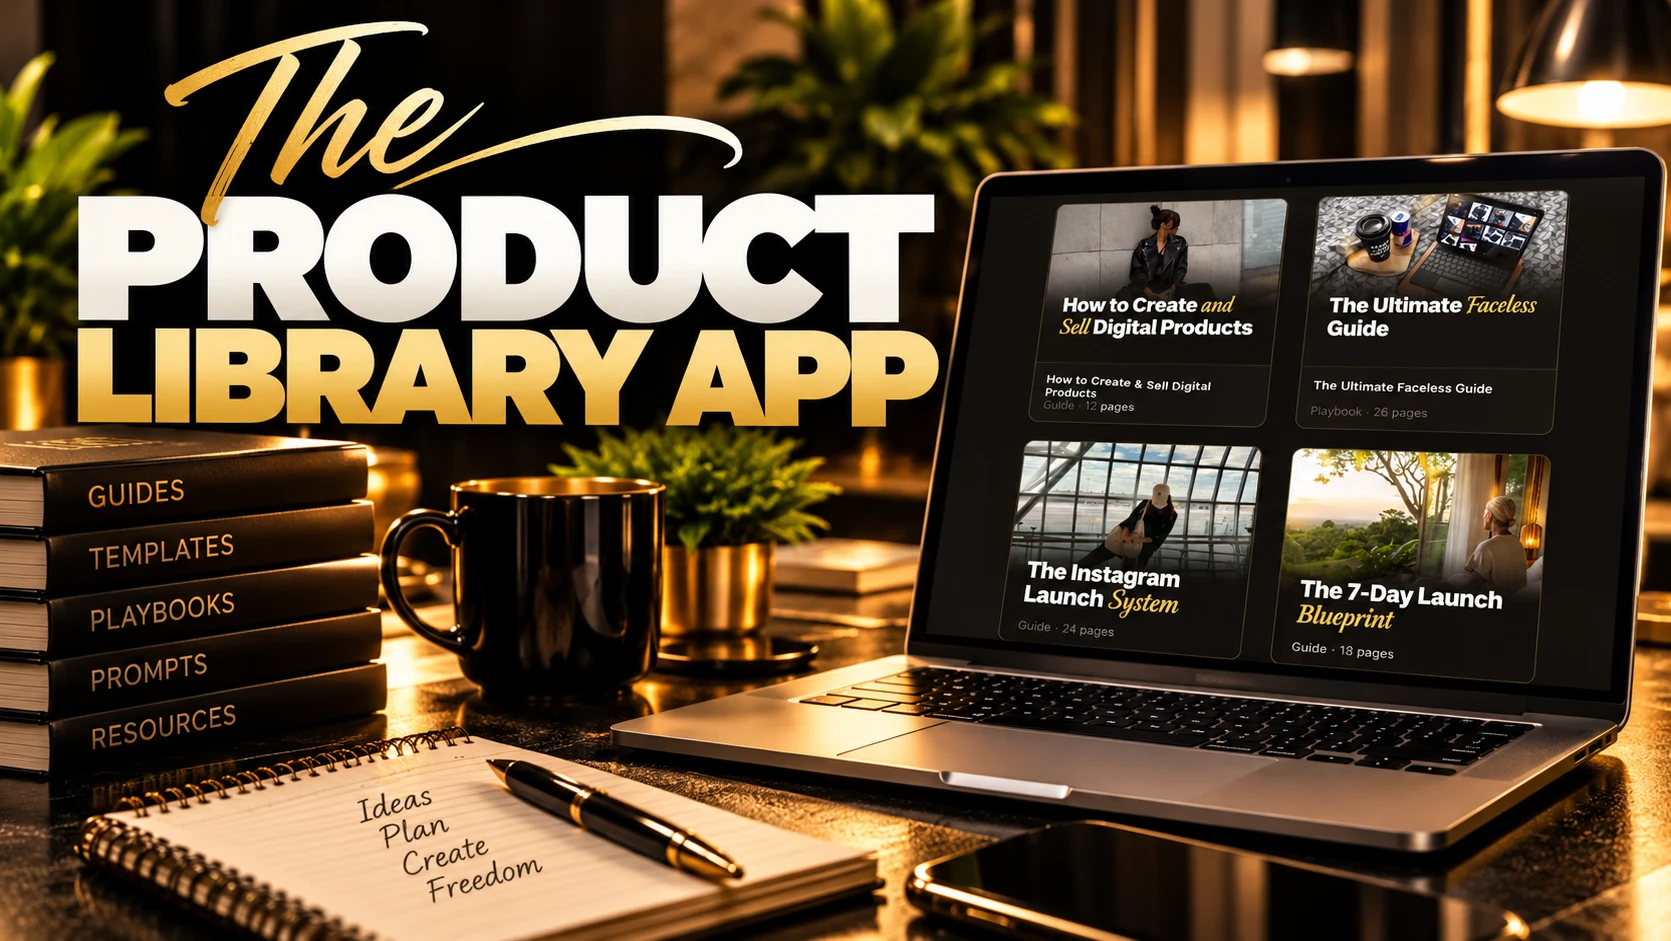 The
PRODUCT
LIBRARY APP
GUIDES
TEMPLATES
PLAYBOOKS
PROMPTS
RESOURCES
Ideas
Plan
Create
Freedom
How to Create and
Sell Digital Products
How to Create & Sell Digital
Products
Guide · 12 pages
The Ultimate Faceless
Guide
The Ultimate Faceless Guide
Playbook · 26 pages
The Instagram
Launch System
Guide · 24 pages
The 7-Day Launch
Blueprint
Guide · 18 pages